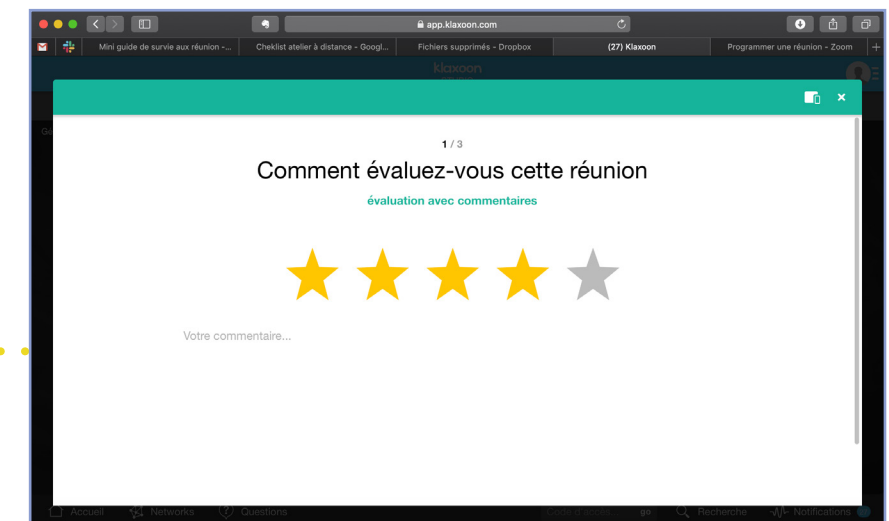 app.klaxoon.com
Mini guide de survie aux réunion -... Cheklist atelier à distance - Googl... Fichiers supprimés - Dropbox (27) Klaxoon Programmer une réunion - Zoom +
klaxoon
1 / 3
Comment évaluez-vous cette réunion
évaluation avec commentaires
Votre commentaire...
Accueil Networks Questions Code d'accès go Recherche Notifications